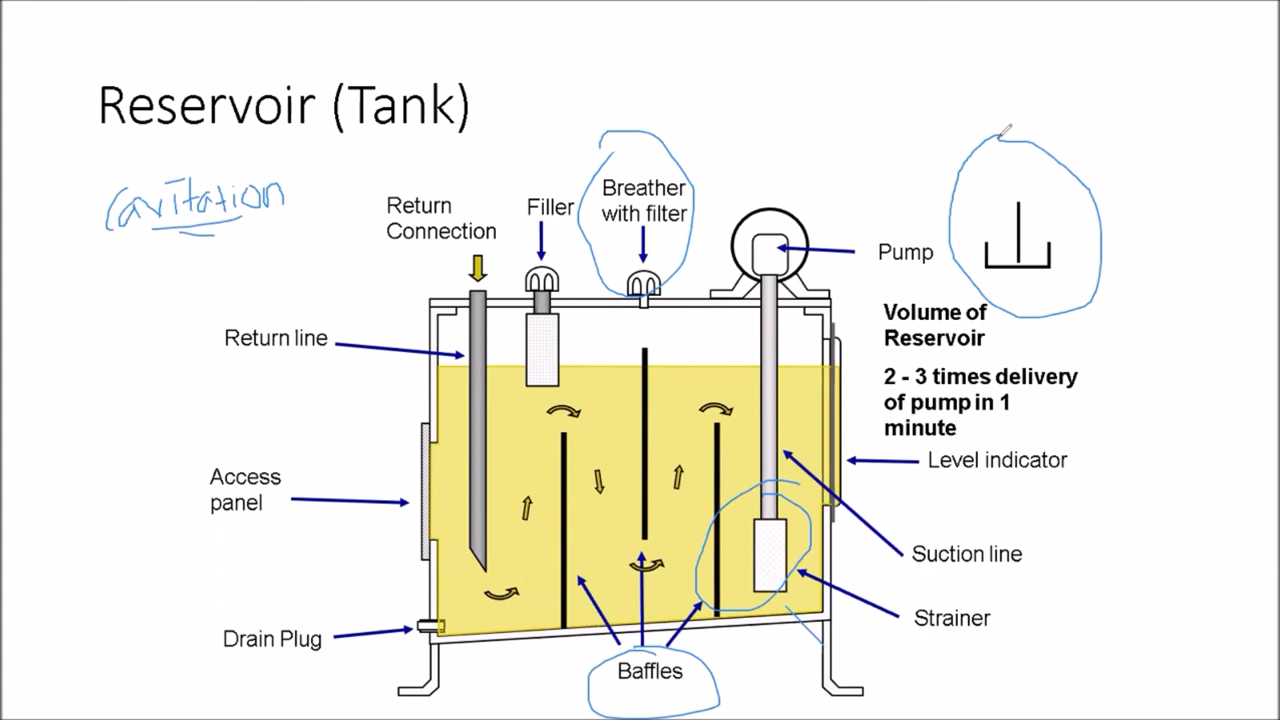 Reservoir (Tank)
Cavitation
Return
Connection
Filler
Breather
with filter
Pump
Volume of
Reservoir
2 - 3 times delivery
of pump in 1
minute
Return line
Level indicator
Access
panel
Suction line
Strainer
Drain Plug
Baffles